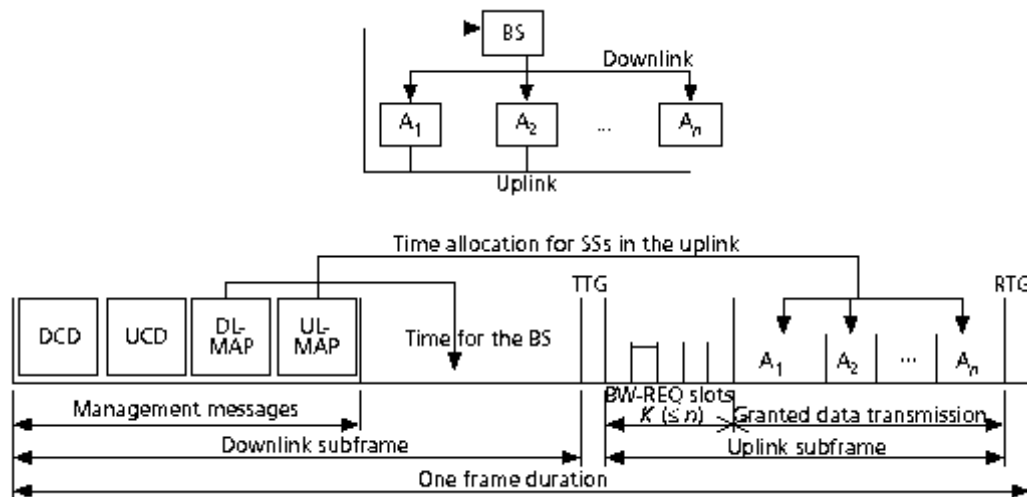 BS
Downlink
A1 A2 ... An
Uplink
Time allocation for SSs in the uplink
TTG RTG
DCD UCD DL-MAP UL-MAP Time for the BS A1 A2 ... An
BW-REQ slots
Management messages K (≤ n) Granted data transmission
Downlink subframe Uplink subframe
One frame duration